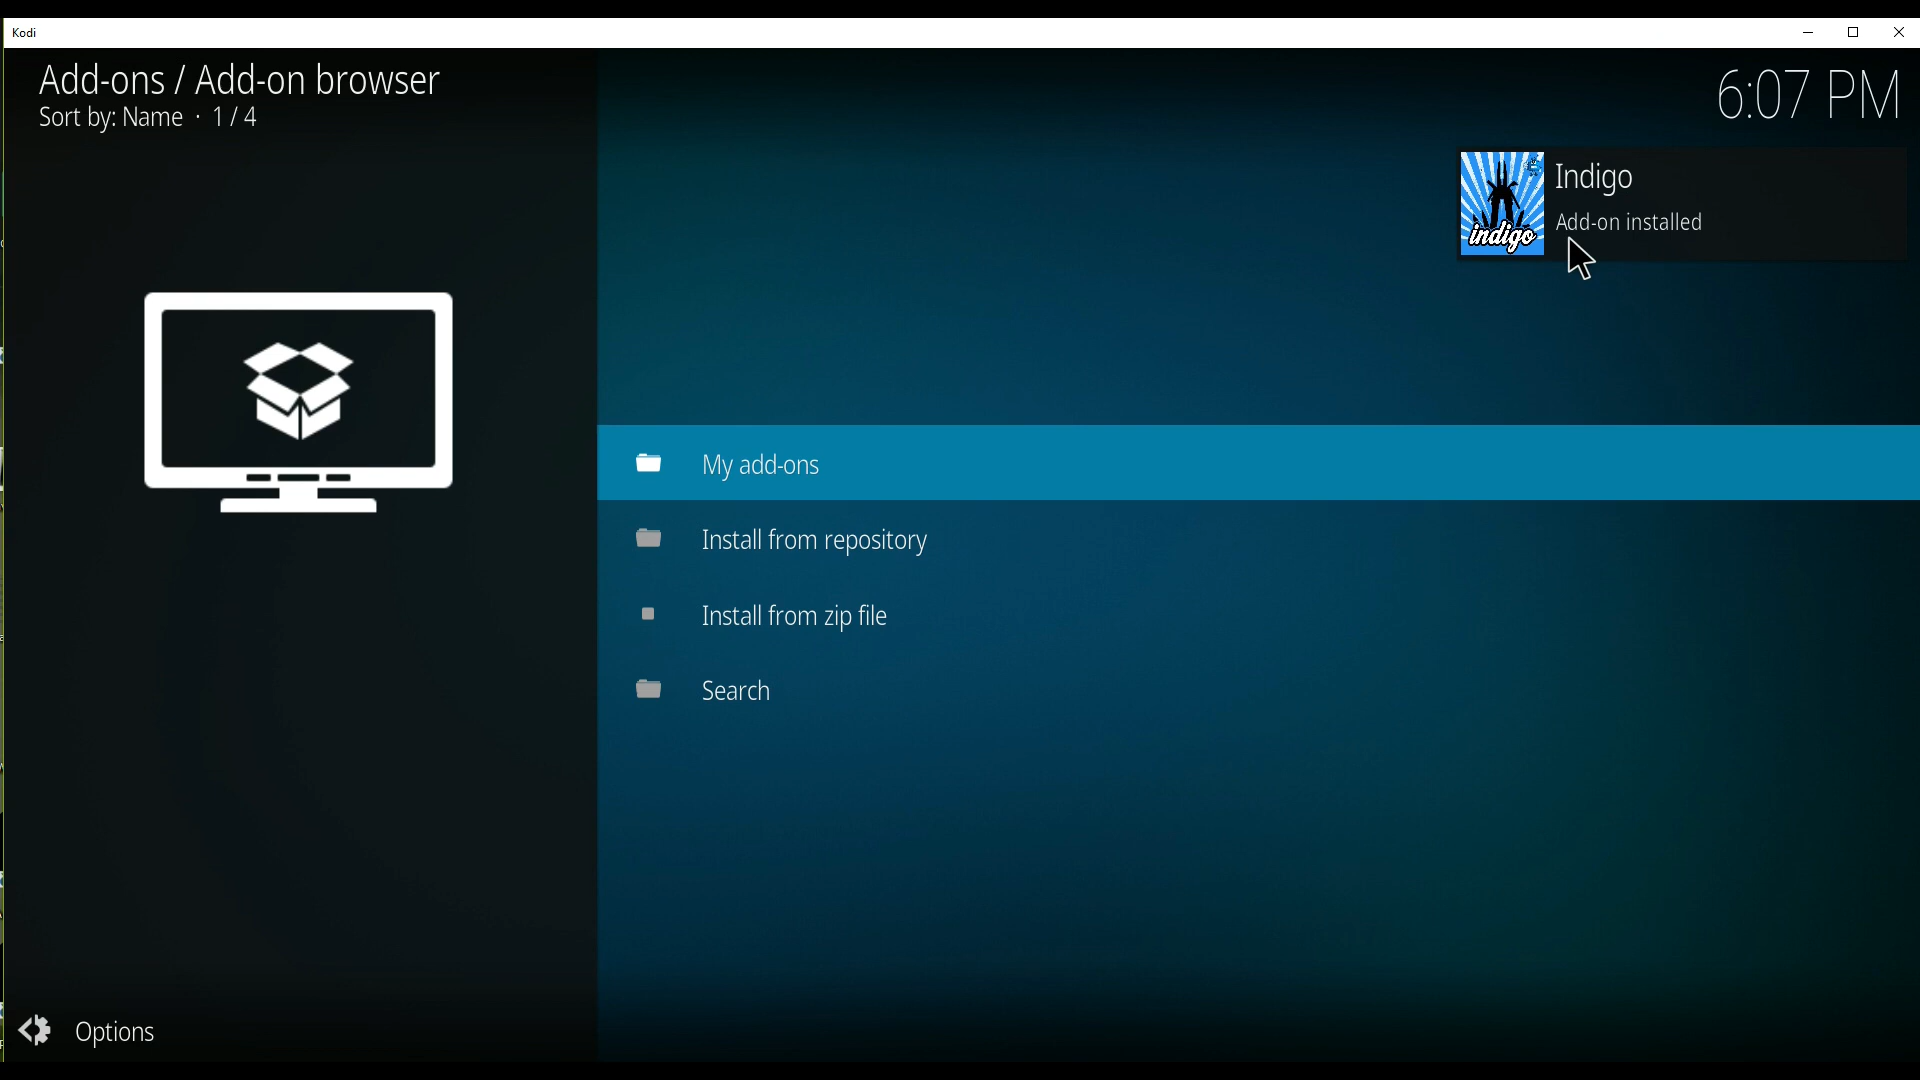 Kodi
Add-ons / Add-on browser
Sort by: Name · 1 / 4
6:07 PM
indigo
Indigo
Add-on installed
My add-ons
Install from repository
Install from zip file
Search
Options